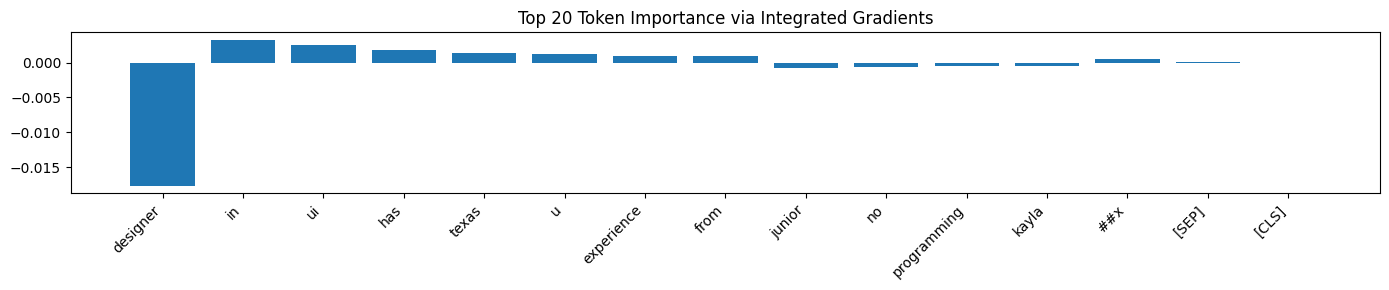 Top 20 Token Importance via Integrated Gradients
0.000
−0.005
−0.010
−0.015
designer
in
ui
has
texas
u
experience
from
junior
no
programming
kayla
##x
[SEP]
[CLS]